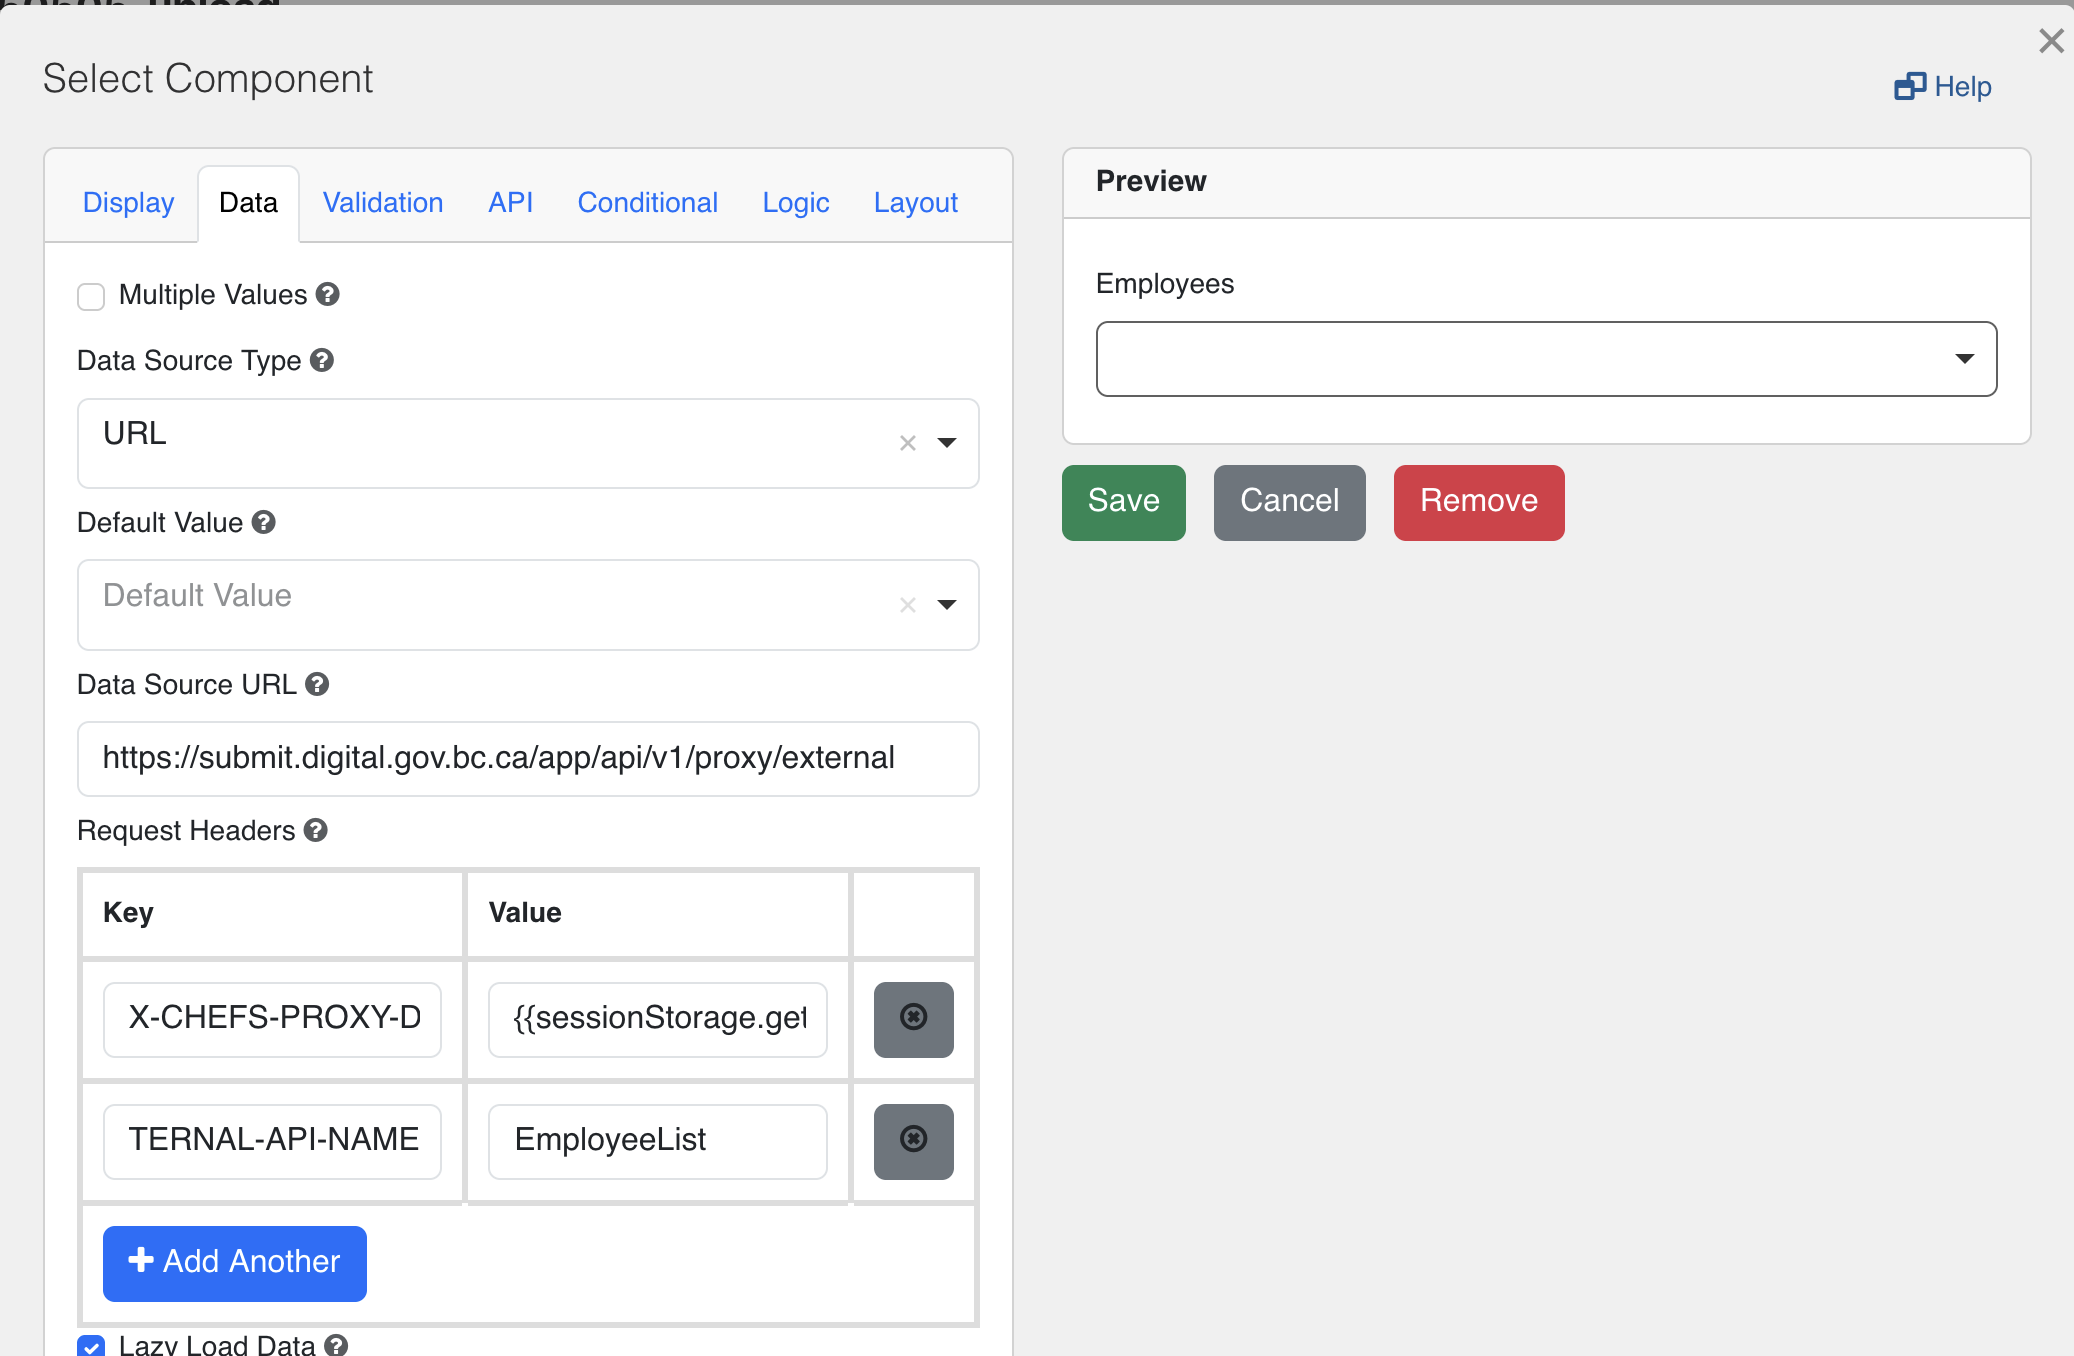 Select Component
Help
Display Data Validation API Conditional Logic Layout
Multiple Values
Data Source Type
URL
Default Value
Default Value
Data Source URL
https://submit.digital.gov.bc.ca/app/api/v1/proxy/external
Request Headers
Key Value
X-CHEFS-PROXY-D {{sessionStorage.get
TERNAL-API-NAME EmployeeList
Add Another
Lazy Load Data
Preview
Employees
Save Cancel Remove